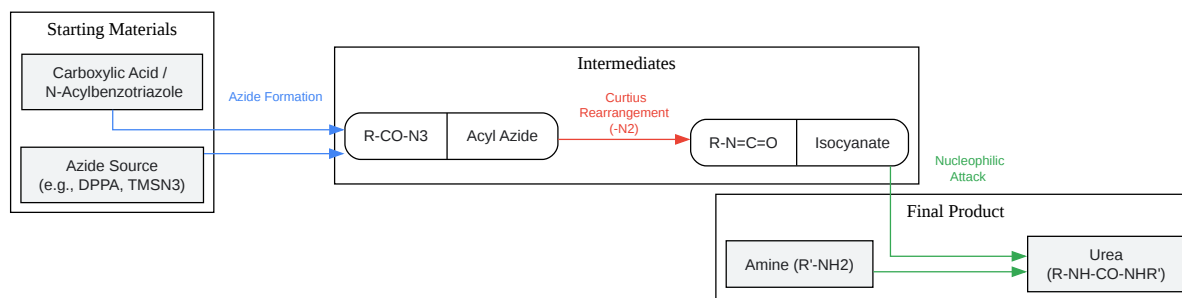 Starting Materials
Carboxylic Acid /
N-Acylbenzotriazole
Azide Source
(e.g., DPPA, TMSN3)
Azide Formation
Intermediates
R-CO-N3
Acyl Azide
Curtius
Rearrangement
(-N2)
R-N=C=O
Isocyanate
Nucleophilic
Attack
Final Product
Amine (R'-NH2)
Urea
(R-NH-CO-NHR')